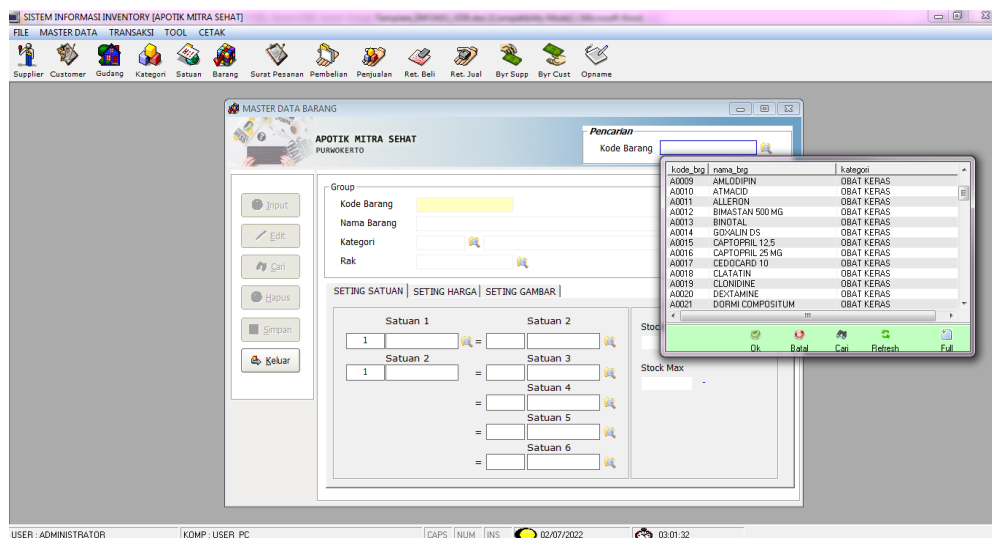 SISTEM INFORMASI INVENTORY [APOTIK MITRA SEHAT]
FILE MASTER DATA TRANSAKSI TOOL CETAK
Supplier Customer Gudang Kategori Satuan Barang Surat Pesanan Pembelian Penjualan Ret. Beli Ret. Jual Byr Supp Byr Cust Opname
MASTER DATA BARANG
APOTIK MITRA SEHAT
PURWOKERTO
Pencarian
Kode Barang
kode_brg nama_brg kategori
A0009 AMLODIPIN OBAT KERAS
A0010 ATMACID OBAT KERAS
A0011 ALLERON OBAT KERAS
A0012 BIMASTAN 500 MG OBAT KERAS
A0013 BINOTAL OBAT KERAS
A0014 GOXALIN DS OBAT KERAS
A0015 CAPTOPRIL 12,5 OBAT KERAS
A0016 CAPTOPRIL 25 MG OBAT KERAS
A0017 CEDOCARD 10 OBAT KERAS
A0018 CLATATIN OBAT KERAS
A0019 CLONIDINE OBAT KERAS
A0020 DEXTAMINE OBAT KERAS
A0021 DORMI COMPOSITUM OBAT KERAS
Ok Batal Cari Refresh Full
Input
Edit
Cari
Hapus
Simpan
Keluar
Group
Kode Barang
Nama Barang
Kategori
Rak
SETING SATUAN SETING HARGA SETING GAMBAR
Satuan 1 Satuan 2
1 =
Satuan 2 Satuan 3
1 =
Satuan 4
=
Satuan 5
=
Satuan 6
=
Stock Max
-
USER : ADMINISTRATOR KOMP : USER_PC CAPS NUM INS 02/07/2022 03:01:32